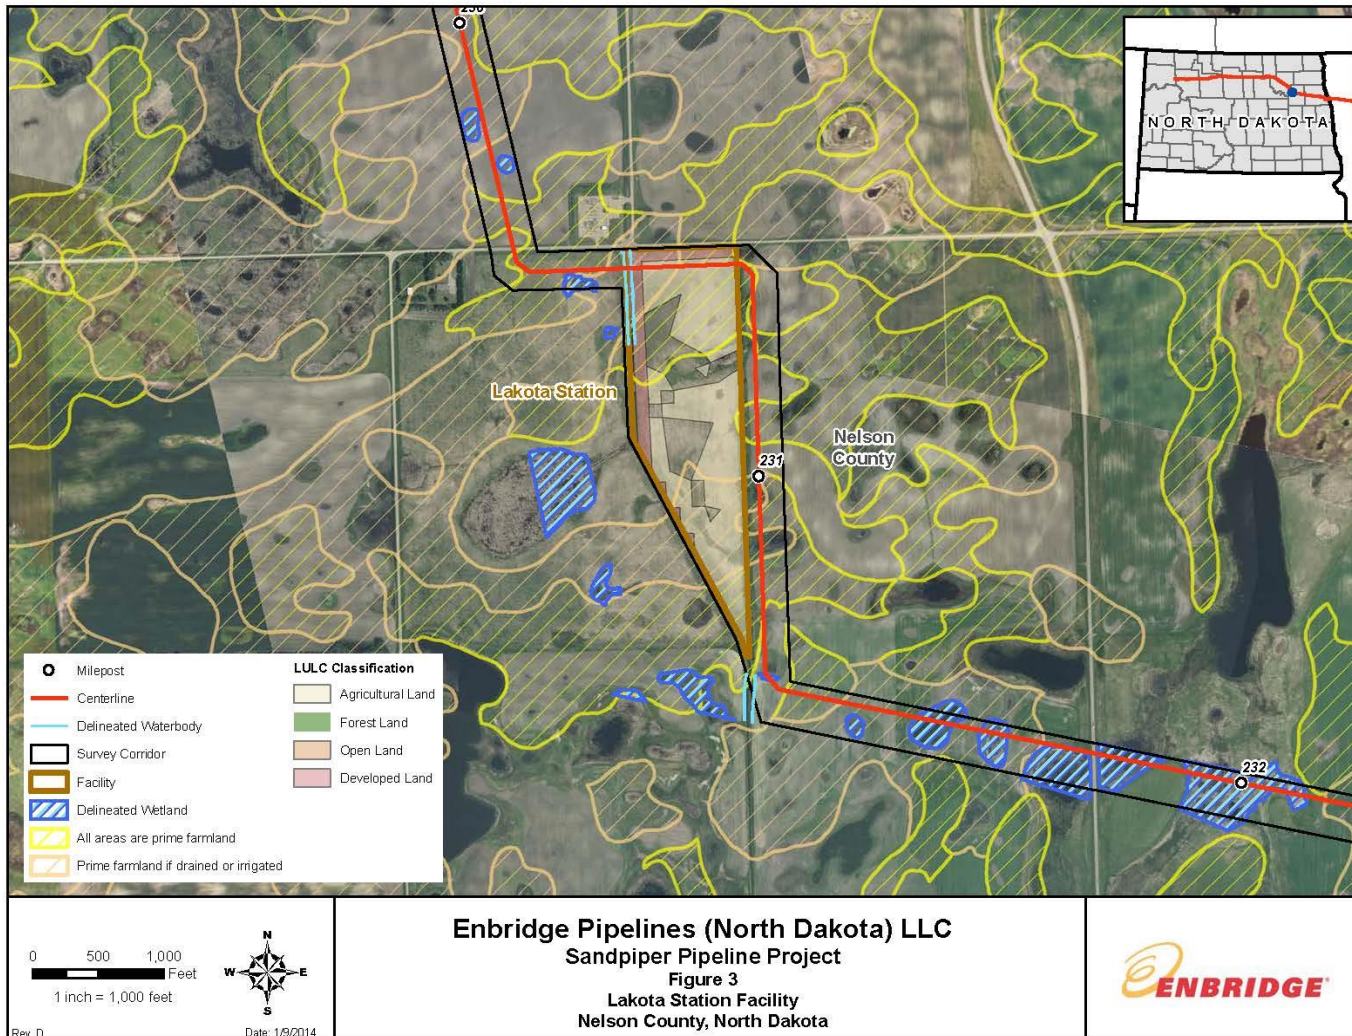 230
NORTH DAKOTA
Lakota Station
Nelson
County
231
232
Milepost
Centerline
Delineated Waterbody
Survey Corridor
Facility
Delineated Wetland
All areas are prime farmland
Prime farmland if drained or irrigated
LULC Classification
Agricultural Land
Forest Land
Open Land
Developed Land
0 500 1,000
Feet
1 inch = 1,000 feet
N
W E
S
Rev. D
Date: 1/9/2014
Enbridge Pipelines (North Dakota) LLC
Sandpiper Pipeline Project
Figure 3
Lakota Station Facility
Nelson County, North Dakota
ENBRIDGE®